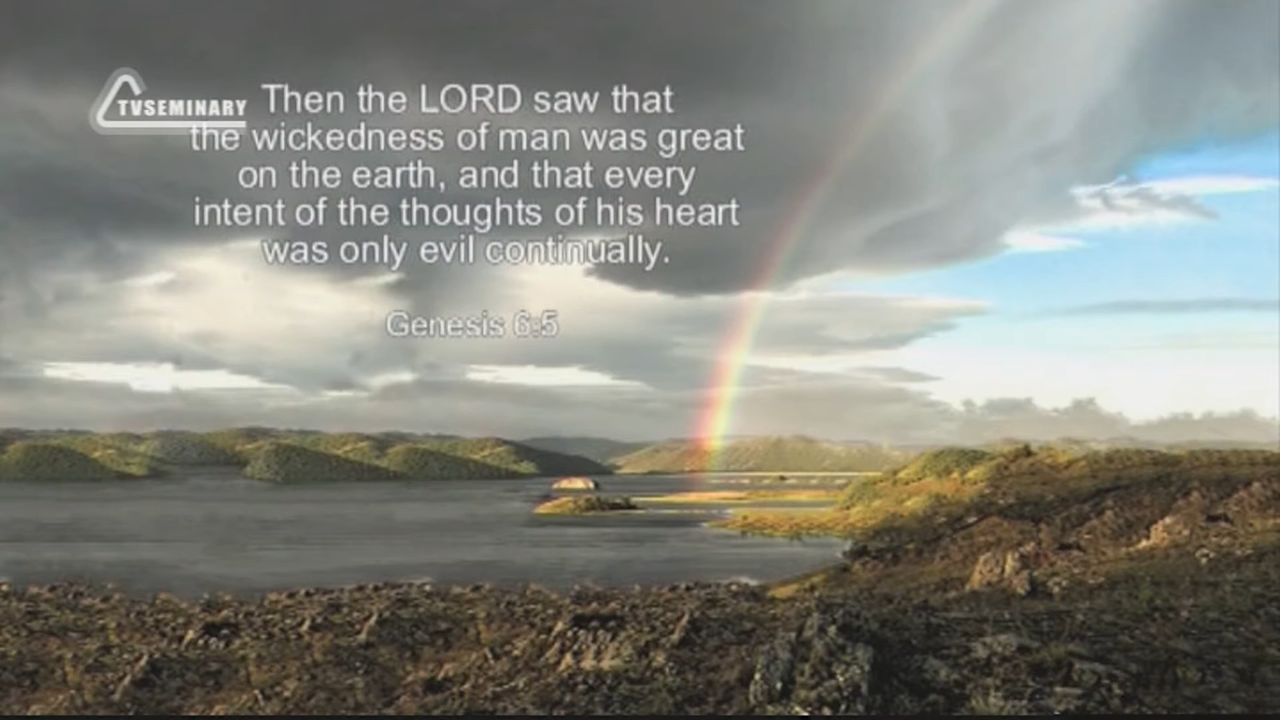 TVSEMINARY
Then the LORD saw that
the wickedness of man was great
on the earth, and that every
intent of the thoughts of his heart
was only evil continually.
Genesis 6:5